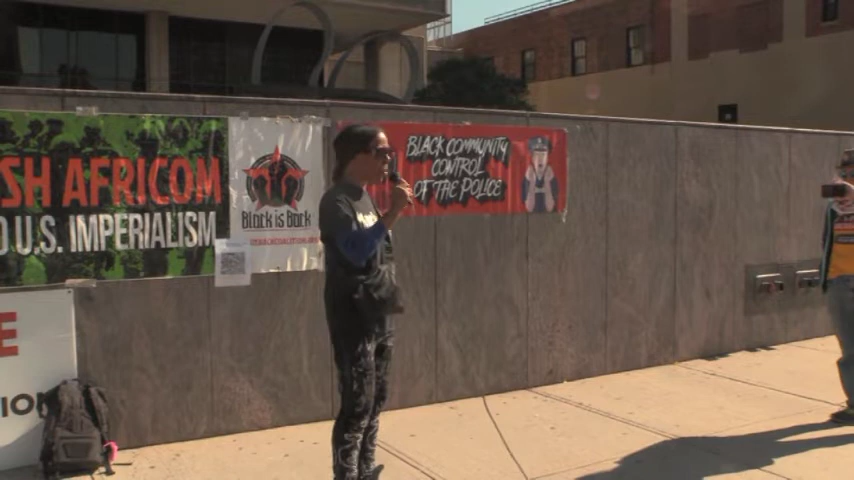 SH AFRICOM
U.S. IMPERIALISM
Black is Back
BLACK COMMUNITY
CONTROL
OF THE POLICE
E
ION